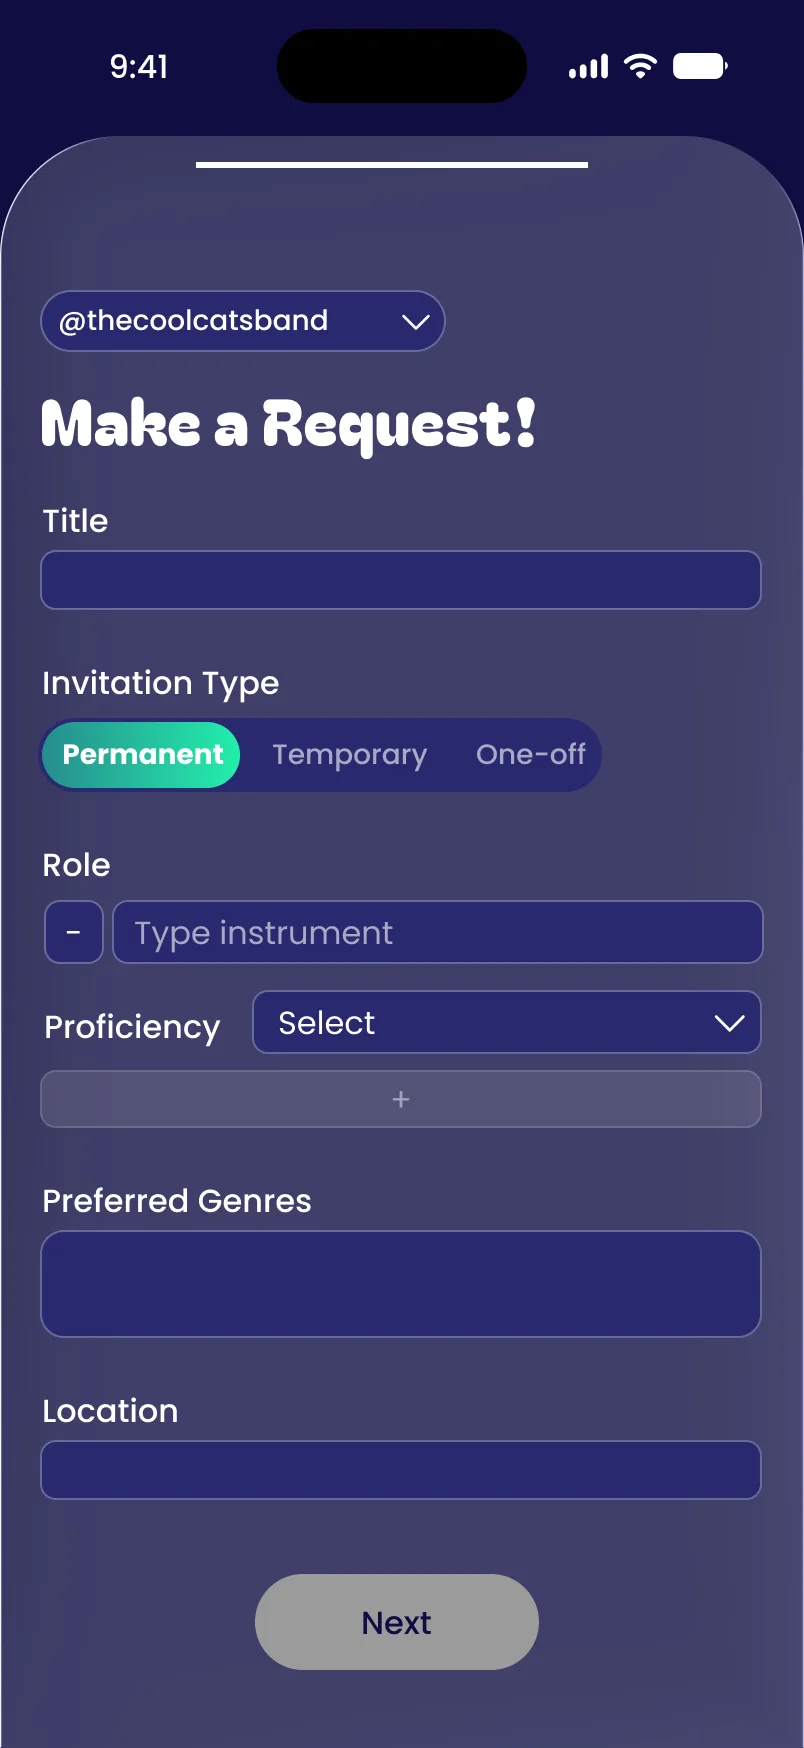 9:41
@thecoolcatsband
Make a Request!
Title
Invitation Type
Permanent Temporary One-off
Role
- Type instrument
Proficiency Select
+
Preferred Genres
Location
Next